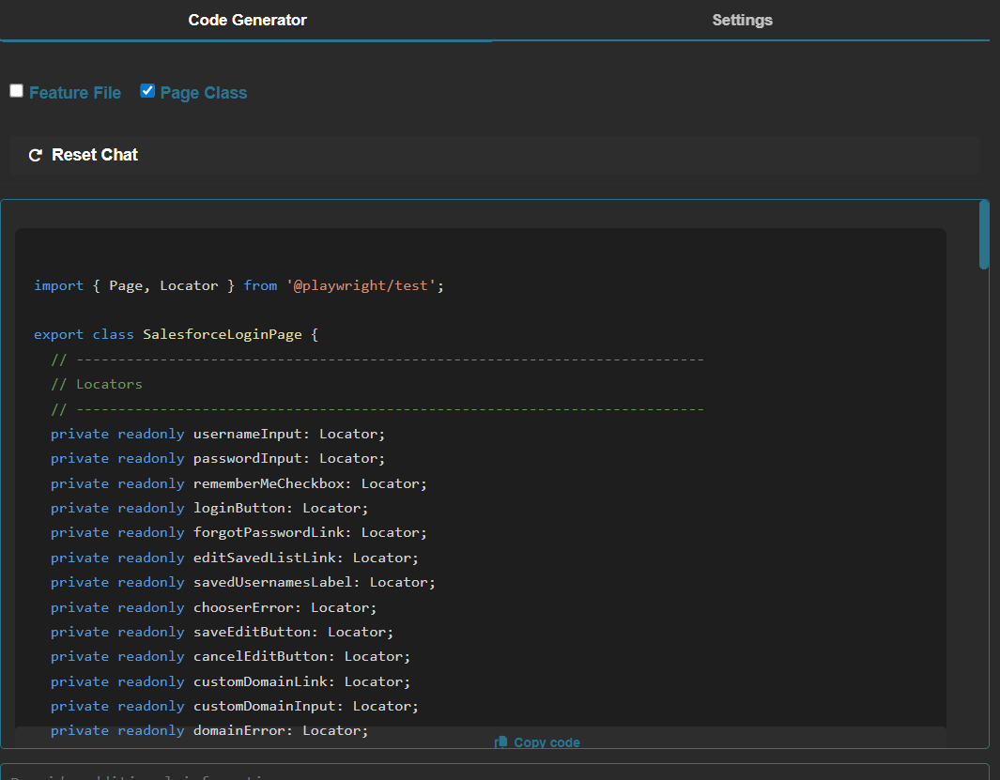 Code Generator Settings
Feature File Page Class
Reset Chat
import { Page, Locator } from '@playwright/test';
export class SalesforceLoginPage {
// ---------------------------------------------------------------------------
// Locators
// ---------------------------------------------------------------------------
private readonly usernameInput: Locator;
private readonly passwordInput: Locator;
private readonly rememberMeCheckbox: Locator;
private readonly loginButton: Locator;
private readonly forgotPasswordLink: Locator;
private readonly editSavedListLink: Locator;
private readonly savedUsernamesLabel: Locator;
private readonly chooserError: Locator;
private readonly saveEditButton: Locator;
private readonly cancelEditButton: Locator;
private readonly customDomainLink: Locator;
private readonly customDomainInput: Locator;
private readonly domainError: Locator;
Copy code